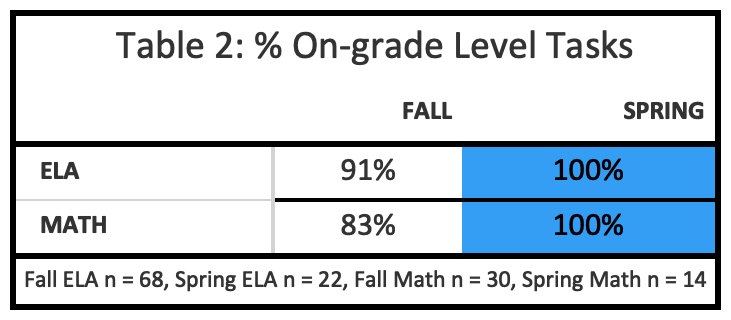 Table 2: % On-grade Level Tasks
FALL SPRING
ELA 91% 100%
MATH 83% 100%
Fall ELA n = 68, Spring ELA n = 22, Fall Math n = 30, Spring Math n = 14